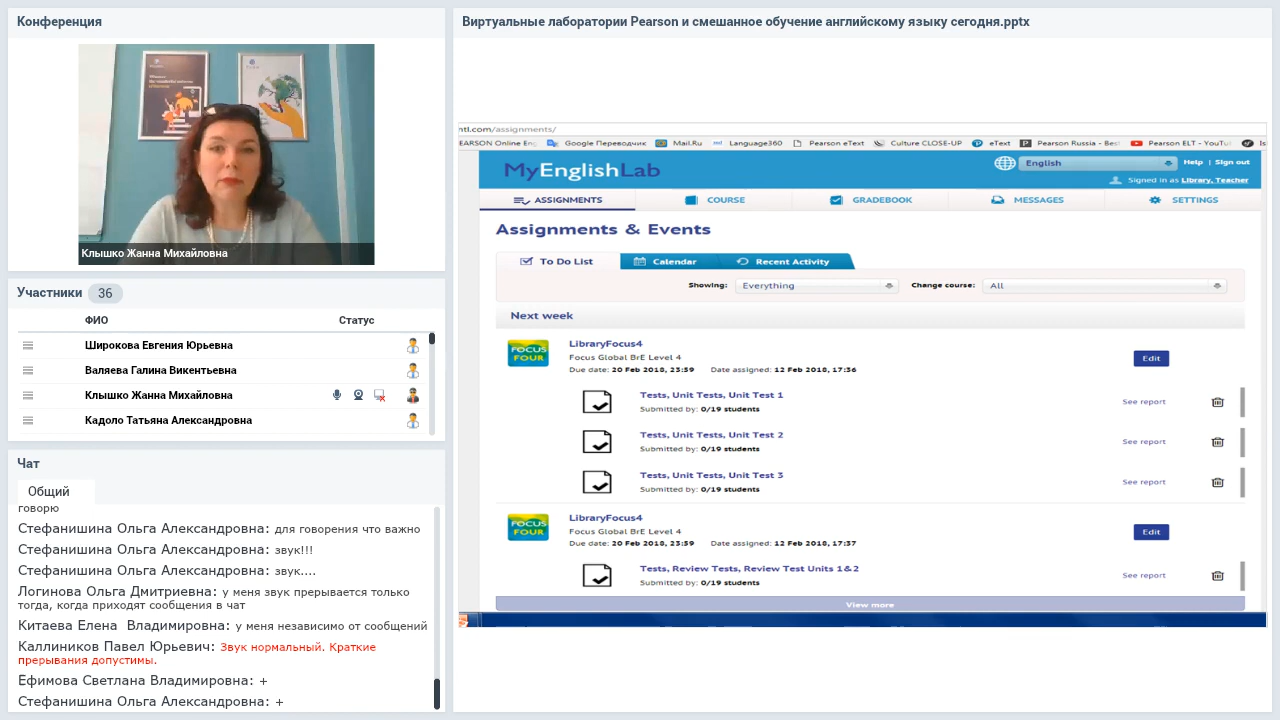 Конференция
Клышко Жанна Михайловна
Участники 36
ФИО Статус
Широкова Евгения Юрьевна
Валяева Галина Викентьевна
Клышко Жанна Михайловна
Кадоло Татьяна Александровна
Чат
Общий
говорю
Стефанишина Ольга Александровна: для говорения что важно
Стефанишина Ольга Александровна: звук!!!
Стефанишина Ольга Александровна: звук....
Логинова Ольга Дмитриевна: у меня звук прерывается только
тогда, когда приходят сообщения в чат
Китаева Елена Владимировна: у меня независимо от сообщений
Каллиников Павел Юрьевич: Звук нормальный. Краткие
прерывания допустимы.
Ефимова Светлана Владимировна: +
Стефанишина Ольга Александровна: +
Виртуальные лаборатории Pearson и смешанное обучение английскому языку сегодня.pptx
ntl.com/assignments/
EARSON Online Eng Google Переводчик Mail.Ru Language360 Pearson eText Culture CLOSE-UP eText Pearson Russia - Bes Pearson ELT - YouTu Is
MyEnglishLab
English Help | Sign out
Signed in as Library, Teacher
ASSIGNMENTS COURSE GRADEBOOK MESSAGES SETTINGS
Assignments & Events
To Do List Calendar Recent Activity
Showing: Everything Change course: All
Next week
FOCUS FOUR
LibraryFocus4
Focus Global BrE Level 4
Edit
Due date: 20 Feb 2018, 23:59 Date assigned: 12 Feb 2018, 17:36
Tests, Unit Tests, Unit Test 1
Submitted by: 0/19 students
See report
Tests, Unit Tests, Unit Test 2
Submitted by: 0/19 students
See report
Tests, Unit Tests, Unit Test 3
Submitted by: 0/19 students
See report
FOCUS FOUR
LibraryFocus4
Focus Global BrE Level 4
Edit
Due date: 20 Feb 2018, 23:59 Date assigned: 12 Feb 2018, 17:37
Tests, Review Tests, Review Test Units 1&2
Submitted by: 0/19 students
See report
View more